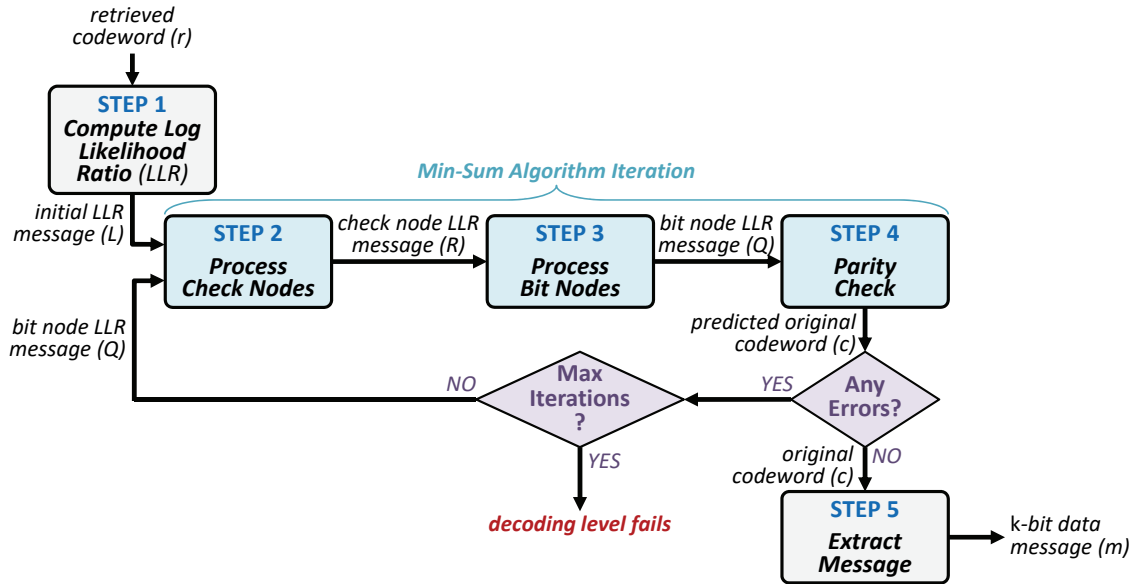 retrieved
codeword (r)
STEP 1
Compute Log
Likelihood
Ratio (LLR)
Min-Sum Algorithm Iteration
initial LLR
message (L)
STEP 2
Process
Check Nodes
check node LLR
message (R)
STEP 3
Process
Bit Nodes
bit node LLR
message (Q)
STEP 4
Parity
Check
bit node LLR
message (Q)
predicted original
codeword (c)
NO
Max
Iterations
?
YES
Any
Errors?
YES
decoding level fails
original
codeword (c)
NO
STEP 5
Extract
Message
k-bit data
message (m)